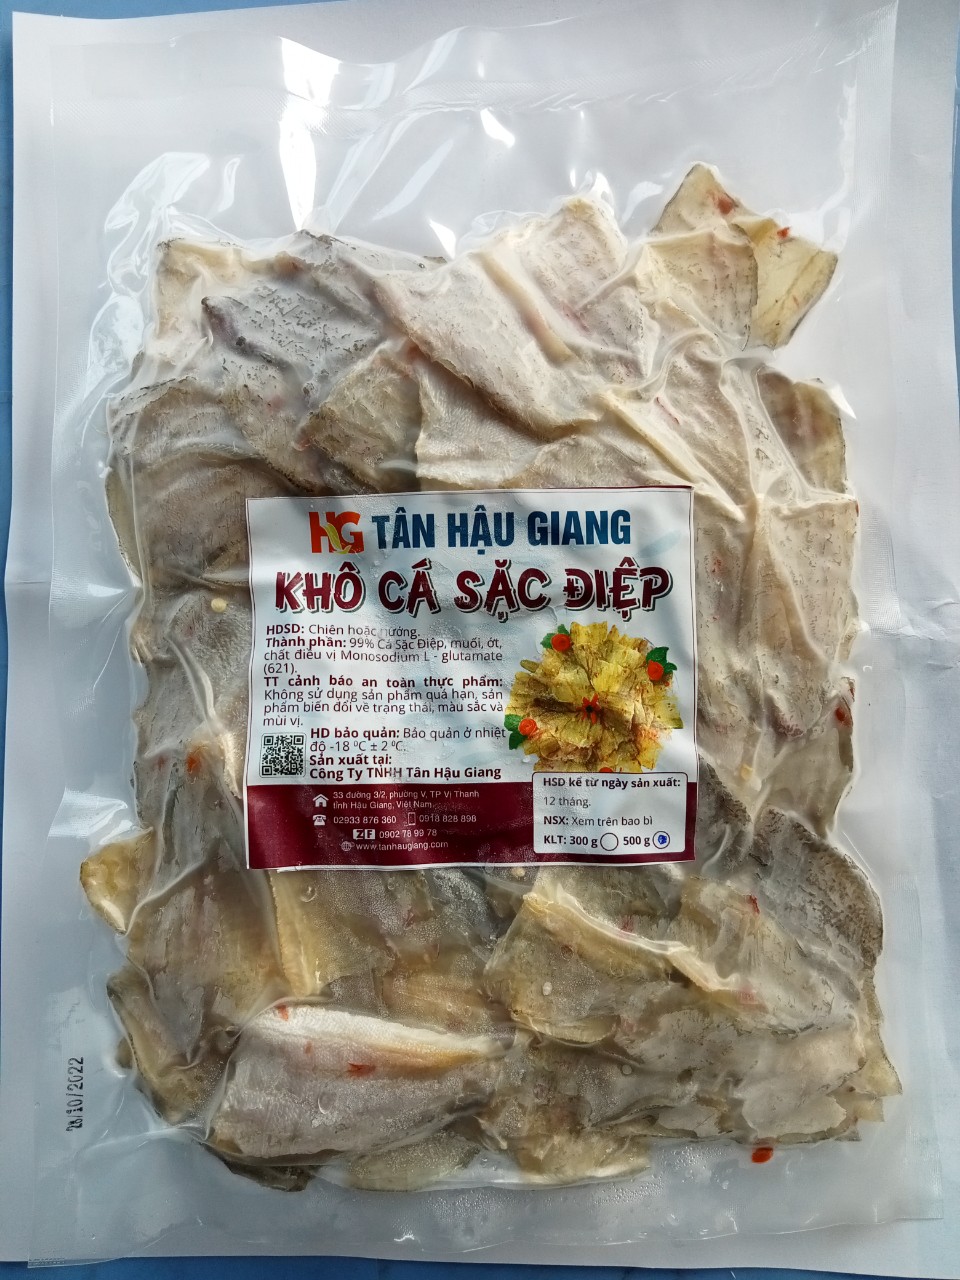 HG TÂN HẬU GIANG
KHÔ CÁ SẶC ĐIỆP
HDSD: Chiên hoặc nướng.
Thành phần: 99% Cá Sặc Điệp, muối, ớt,
chất điều vị Monosodium L - glutamate
(621).
TT cảnh báo an toàn thực phẩm:
Không sử dụng sản phẩm quá hạn, sản
phẩm biến đổi về trạng thái, màu sắc và
mùi vị.
HD bảo quản: Bảo quản ở nhiệt
độ -18 ⁰C ± 2 ⁰C.
Sản xuất tại:
Công Ty TNHH Tân Hậu Giang
33 đường 3/2, phường V, TP Vị Thanh
tỉnh Hậu Giang, Việt Nam
02933 876 360 0918 828 898
Z F 0902 78 99 78
www.tanhaugiang.com
HSD kể từ ngày sản xuất:
12 tháng.
NSX: Xem trên bao bì
KLT: 300 g 500 g
28/10/2022